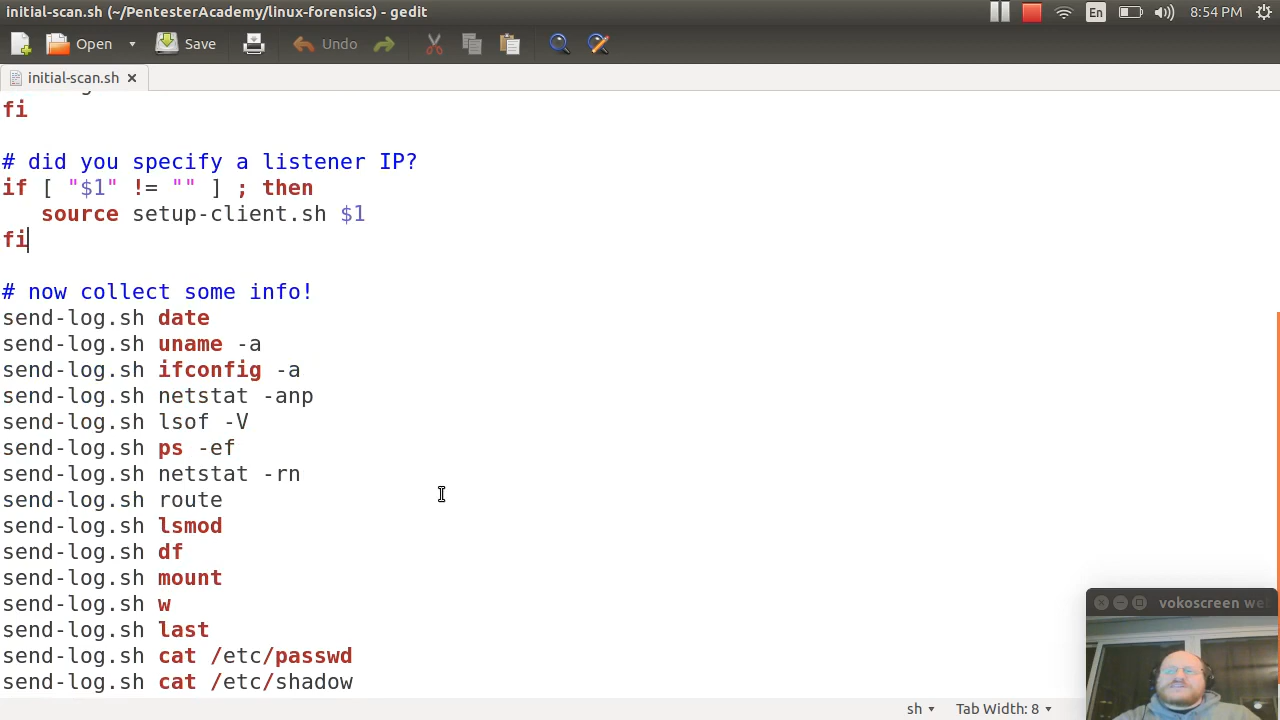 initial-scan.sh (~/PentesterAcademy/linux-forensics) - gedit
En
8:54 PM
Open
Save
Undo
initial-scan.sh
fi
# did you specify a listener IP?
if [ "$1" != "" ] ; then
source setup-client.sh $1
fi
# now collect some info!
send-log.sh date
send-log.sh uname -a
send-log.sh ifconfig -a
send-log.sh netstat -anp
send-log.sh lsof -V
send-log.sh ps -ef
send-log.sh netstat -rn
send-log.sh route
send-log.sh lsmod
send-log.sh df
send-log.sh mount
send-log.sh w
send-log.sh last
send-log.sh cat /etc/passwd
send-log.sh cat /etc/shadow
vokoscreen we
sh
Tab Width: 8